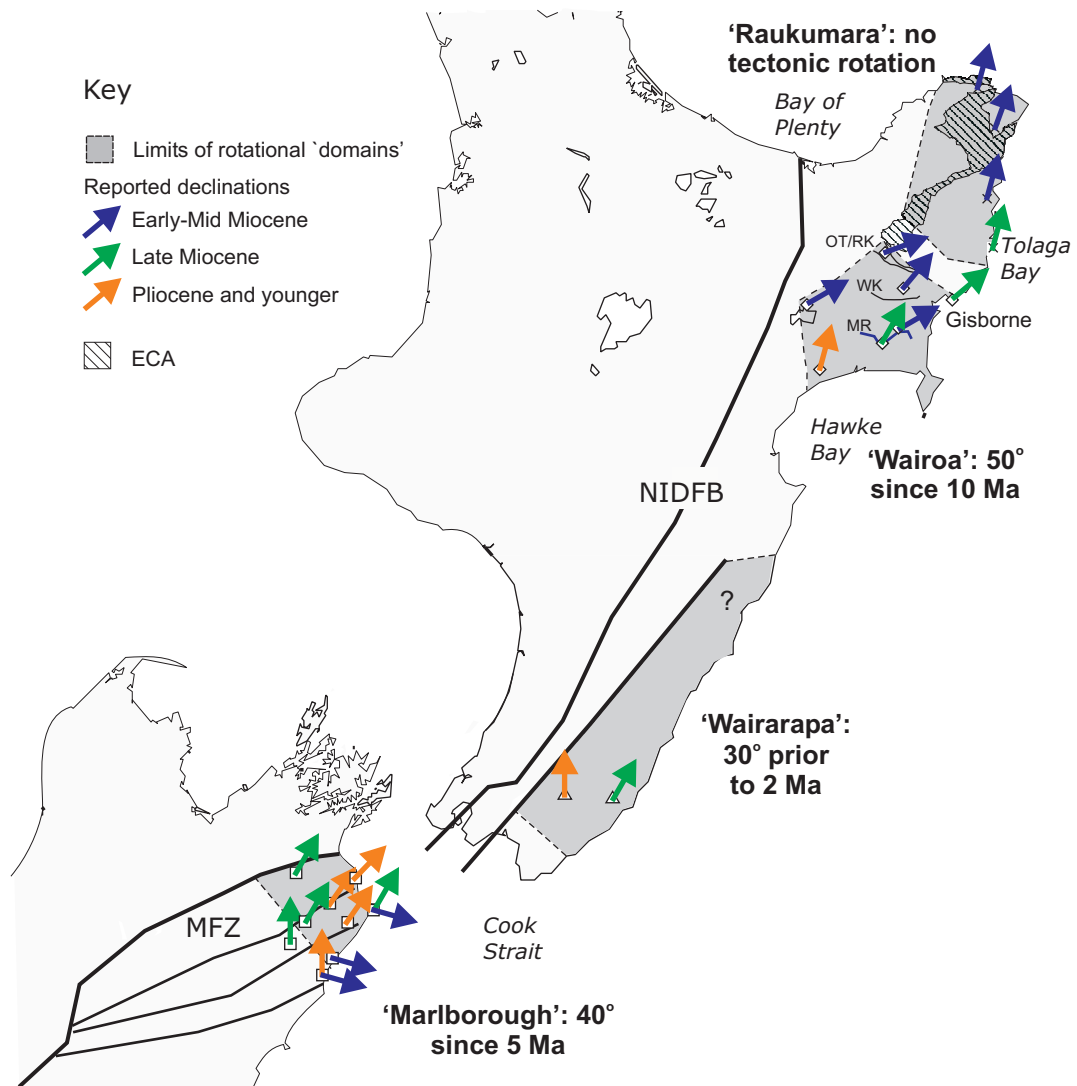 ‘Raukumara’: no
tectonic rotation
Key
Bay of
Plenty
Limits of rotational `domains’
Reported declinations
Early-Mid Miocene
Late Miocene
Pliocene and younger
ECA
OT/RK
Tolaga
Bay
WK
MR
Gisborne
Hawke
Bay
‘Wairoa’: 50°
since 10 Ma
NIDFB
?
‘Wairarapa’:
30° prior
to 2 Ma
MFZ
Cook
Strait
‘Marlborough’: 40°
since 5 Ma